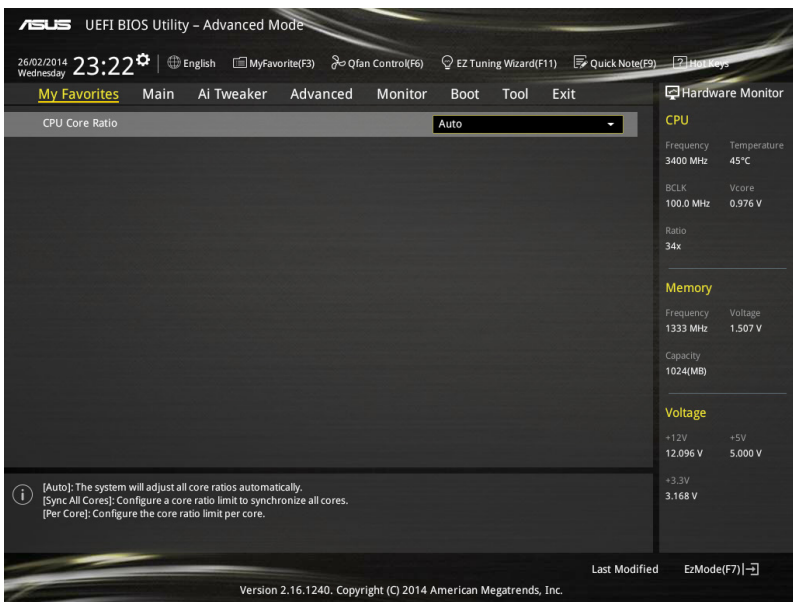 ASUS UEFI BIOS Utility – Advanced Mode
26/02/2014
Wednesday
23:22
English
MyFavorite(F3)
Qfan Control(F6)
EZ Tuning Wizard(F11)
Quick Note(F9)
? Hot Keys
My Favorites Main Ai Tweaker Advanced Monitor Boot Tool Exit
CPU Core Ratio Auto
[Auto]: The system will adjust all core ratios automatically.
[Sync All Cores]: Configure a core ratio limit to synchronize all cores.
[Per Core]: Configure the core ratio limit per core.
Hardware Monitor
CPU
Frequency Temperature
3400 MHz 45°C
BCLK Vcore
100.0 MHz 0.976 V
Ratio
34x
Memory
Frequency Voltage
1333 MHz 1.507 V
Capacity
1024(MB)
Voltage
+12V +5V
12.096 V 5.000 V
+3.3V
3.168 V
Last Modified EzMode(F7)
Version 2.16.1240. Copyright (C) 2014 American Megatrends, Inc.